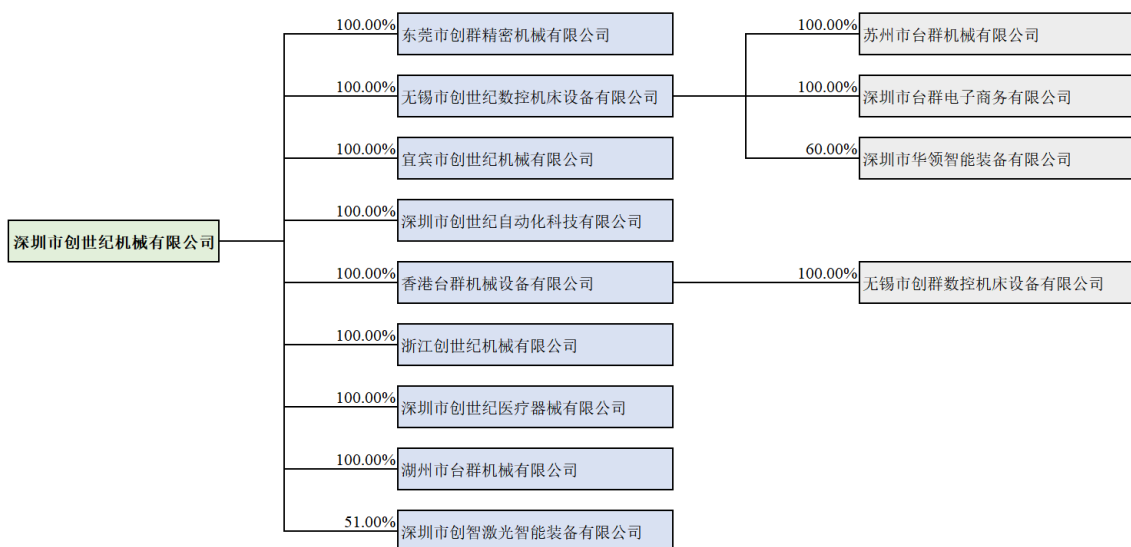 100.00%
东莞市创群精密机械有限公司
100.00%
苏州市台群机械有限公司
100.00%
无锡市创世纪数控机床设备有限公司
100.00%
深圳市台群电子商务有限公司
100.00%
宜宾市创世纪机械有限公司
60.00%
深圳市华领智能装备有限公司
100.00%
深圳市创世纪自动化科技有限公司
深圳市创世纪机械有限公司
100.00%
香港台群机械设备有限公司
100.00%
无锡市创群数控机床设备有限公司
100.00%
浙江创世纪机械有限公司
100.00%
深圳市创世纪医疗器械有限公司
100.00%
湖州市台群机械有限公司
51.00%
深圳市创智激光智能装备有限公司